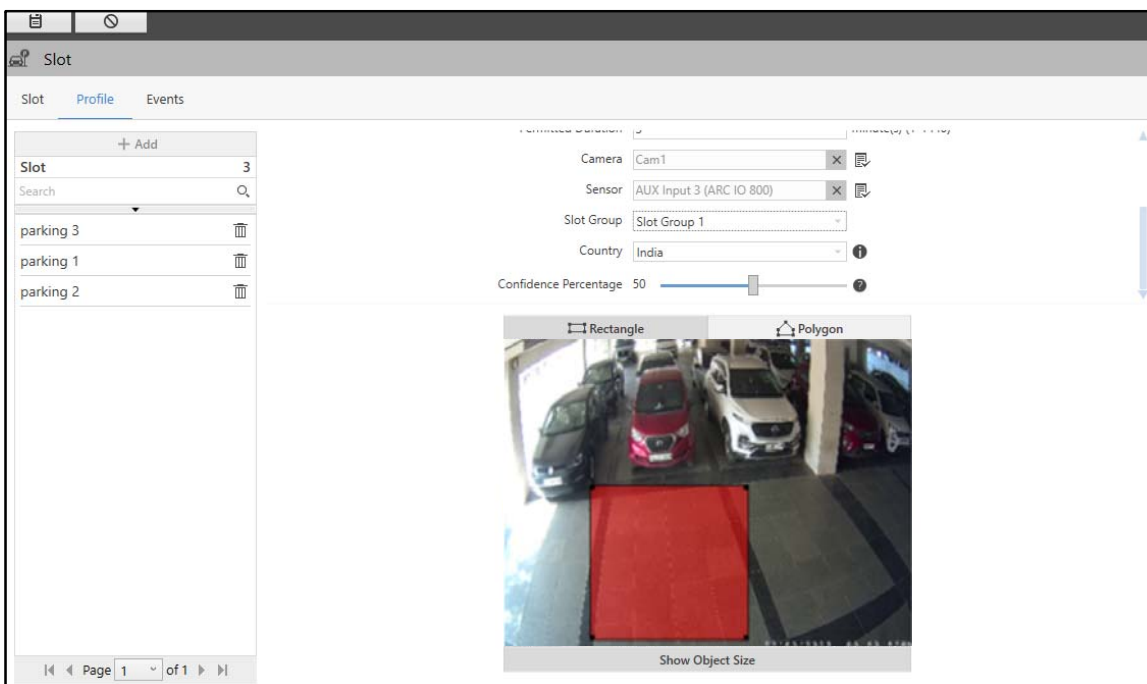 Slot
Slot Profile Events
+ Add
Slot 3
Search
parking 3
parking 1
parking 2
Page 1 of 1
Camera Cam1
Sensor AUX Input 3 (ARC IO 800)
Slot Group Slot Group 1
Country India
Confidence Percentage 50
Rectangle Polygon
Show Object Size